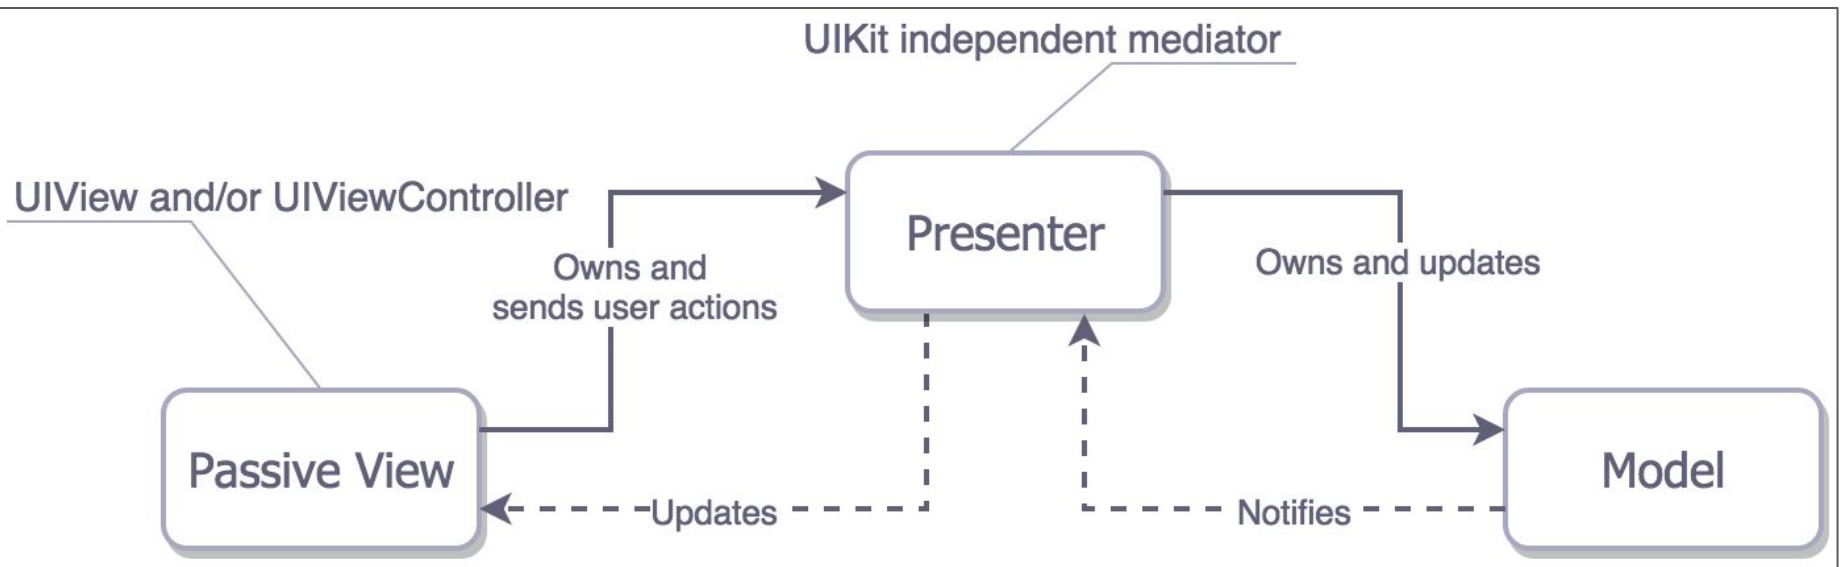 UIKit independent mediator
UIView and/or UIViewController
Presenter
Owns and
sends user actions
Owns and updates
Passive View
Model
Updates
Notifies